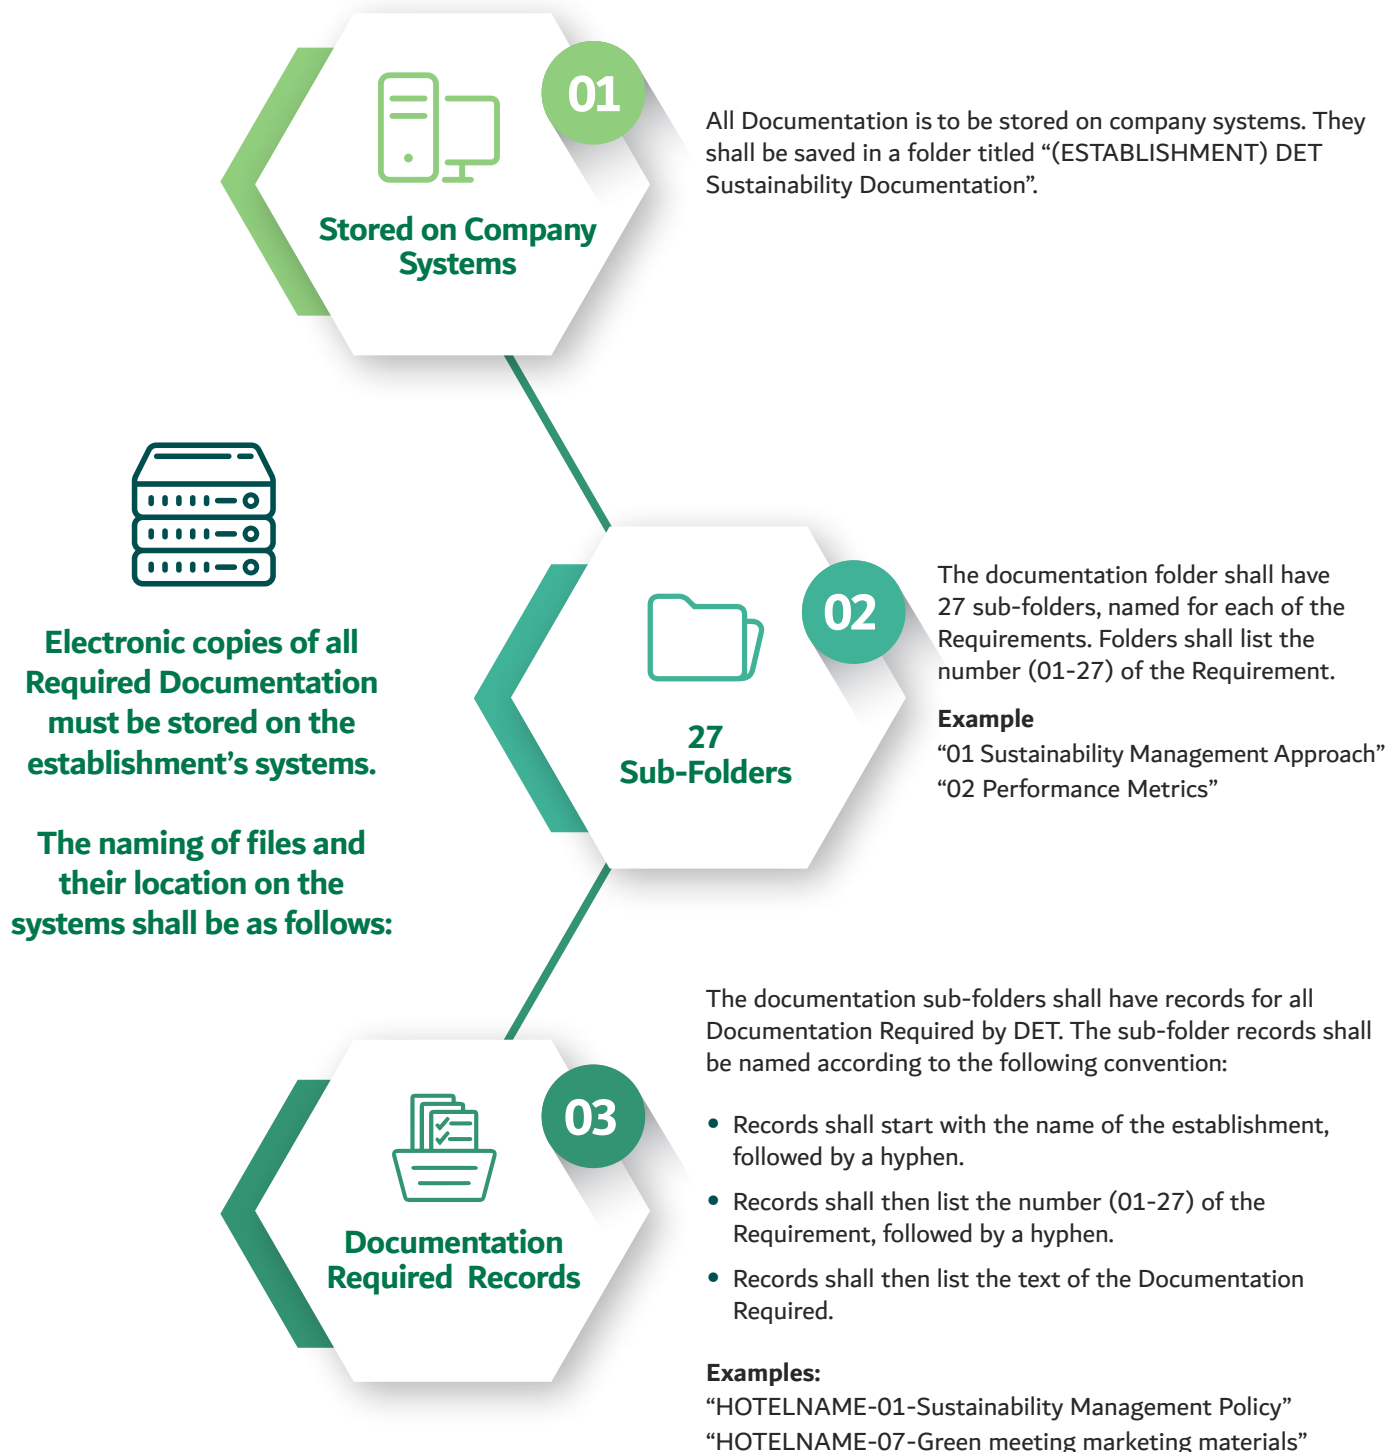 01
Stored on Company
Systems
All Documentation is to be stored on company systems. They
shall be saved in a folder titled “(ESTABLISHMENT) DET
Sustainability Documentation”.
Electronic copies of all
Required Documentation
must be stored on the
establishment’s systems.
The naming of files and
their location on the
systems shall be as follows:
02
27
Sub-Folders
The documentation folder shall have
27 sub-folders, named for each of the
Requirements. Folders shall list the
number (01-27) of the Requirement.
Example
“01 Sustainability Management Approach”
“02 Performance Metrics”
03
Documentation
Required Records
The documentation sub-folders shall have records for all
Documentation Required by DET. The sub-folder records shall
be named according to the following convention:
• Records shall start with the name of the establishment,
followed by a hyphen.
• Records shall then list the number (01-27) of the
Requirement, followed by a hyphen.
• Records shall then list the text of the Documentation
Required.
Examples:
“HOTELNAME-01-Sustainability Management Policy”
“HOTELNAME-07-Green meeting marketing materials”